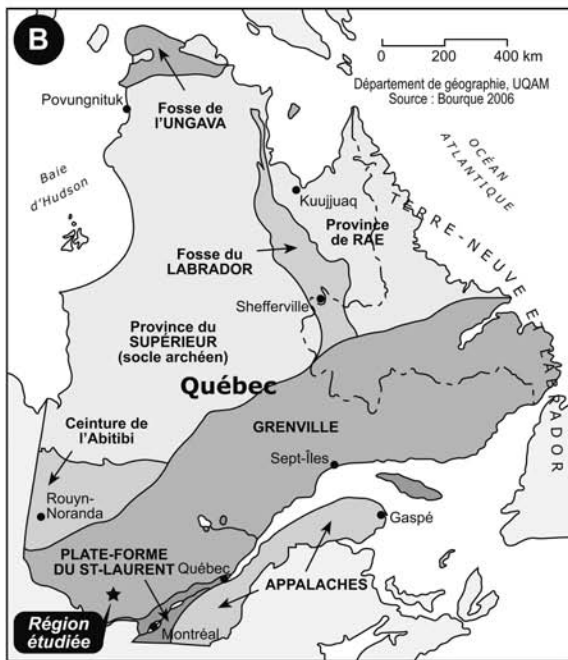 B
0 200 400 km
Département de géographie, UQAM
Source : Bourque 2006
Povungnituk
Fosse de
l'UNGAVA
Baie
d'Hudson
OCÉAN
ATLANTIQUE
Kuujjuaq
Province
de RAE
TERRE-NEUVE ET LABRADOR
Fosse du
LABRADOR
Shefferville
Province du
SUPÉRIEUR
(socle archéen)
Québec
Ceinture de
l'Abitibi
GRENVILLE
Sept-Îles
Rouyn-
Noranda
Gaspé
PLATE-FORME
DU ST-LAURENT
Québec
APPALACHES
Région
étudiée
Montréal